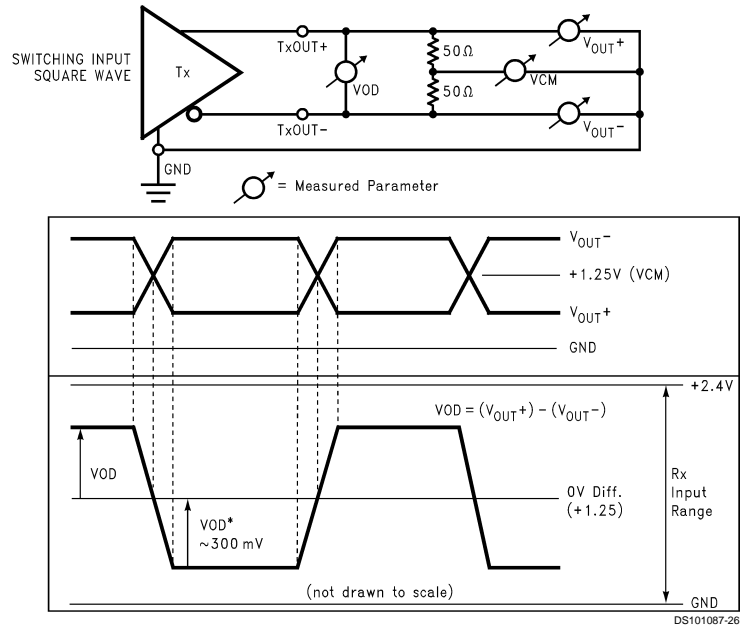 SWITCHING INPUT
SQUARE WAVE
Tx
TxOUT+
TxOUT-
VOD
50Ω
50Ω
VCM
VOUT+
VOUT-
GND
= Measured Parameter
VOUT-
+1.25V (VCM)
VOUT+
GND
+2.4V
VOD = (VOUT+) - (VOUT-)
VOD
VOD*
~300 mV
0V Diff.
(+1.25)
Rx
Input
Range
(not drawn to scale)
GND
DS101087-26